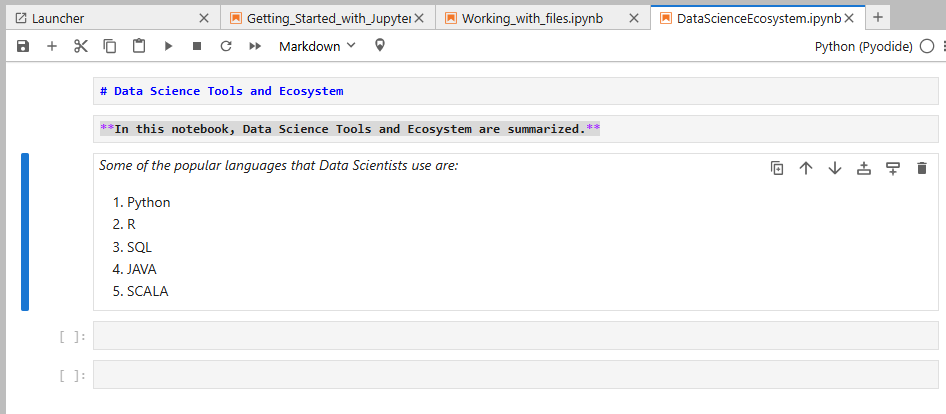 Launcher
Getting_Started_with_Jupyter
Working_with_files.ipynb
DataScienceEcosystem.ipynb
Markdown
Python (Pyodide)
# Data Science Tools and Ecosystem
**In this notebook, Data Science Tools and Ecosystem are summarized.**
Some of the popular languages that Data Scientists use are:
1. Python
2. R
3. SQL
4. JAVA
5. SCALA
[ ]:
[ ]: